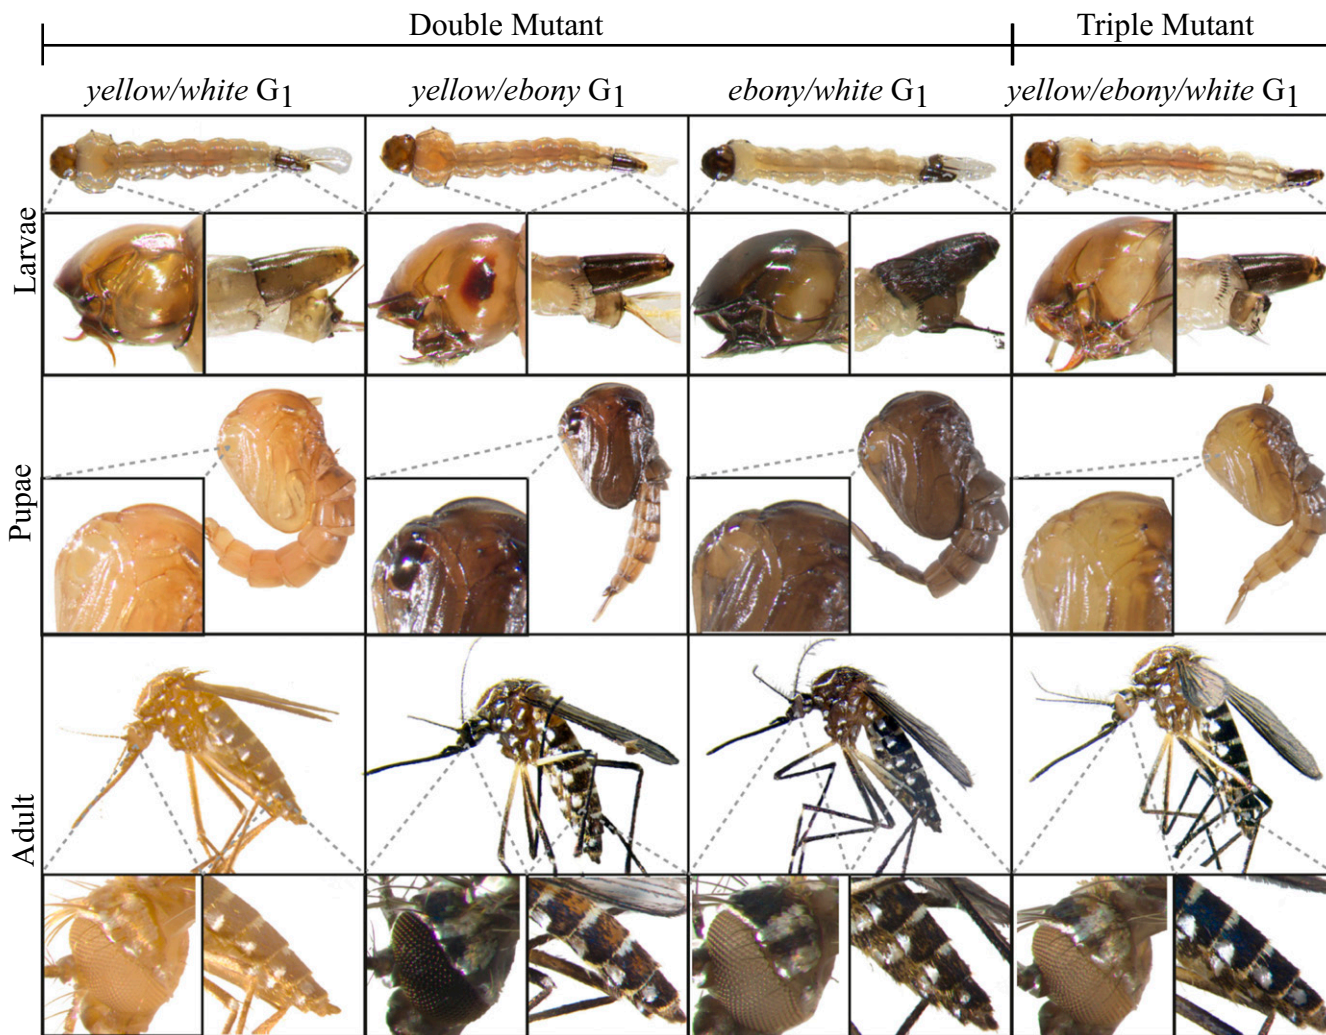 Double Mutant Triple Mutant
yellow/white G1 yellow/ebony G1 ebony/white G1 yellow/ebony/white G1
Larvae
Pupae
Adult